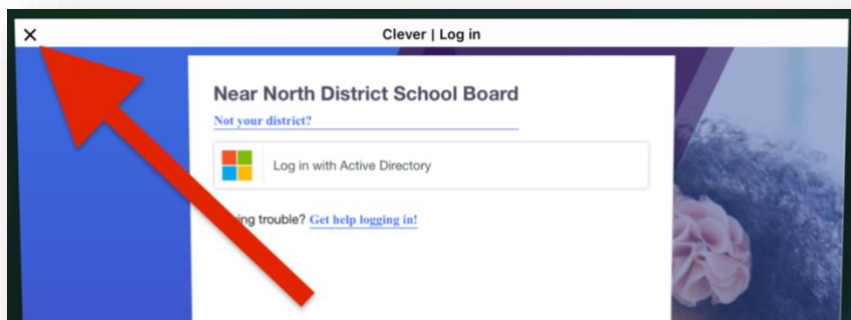 × Clever | Log in
Near North District School Board
Not your district?
Log in with Active Directory
ing trouble? Get help logging in!